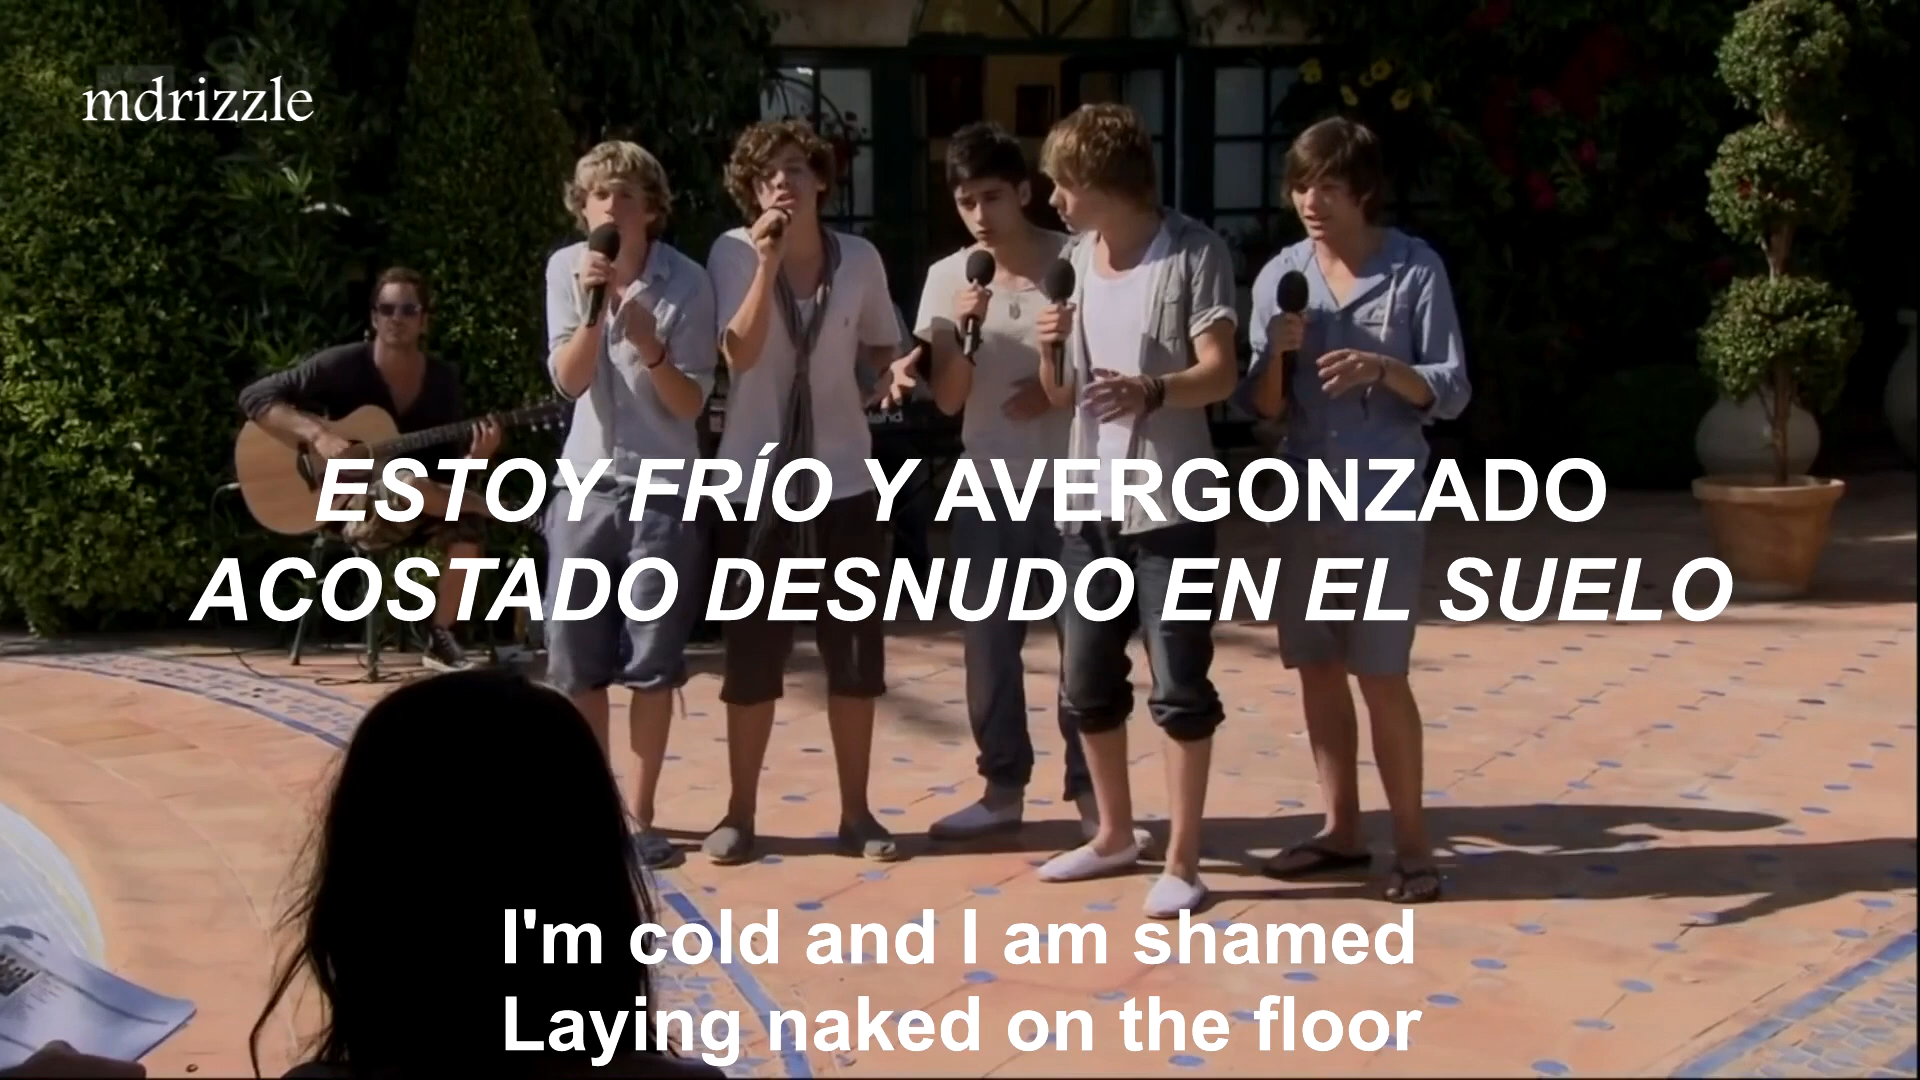 mdrizzle
ESTOY FRÍO Y AVERGONZADO
ACOSTADO DESNUDO EN EL SUELO
I'm cold and I am shamed
Laying naked on the floor